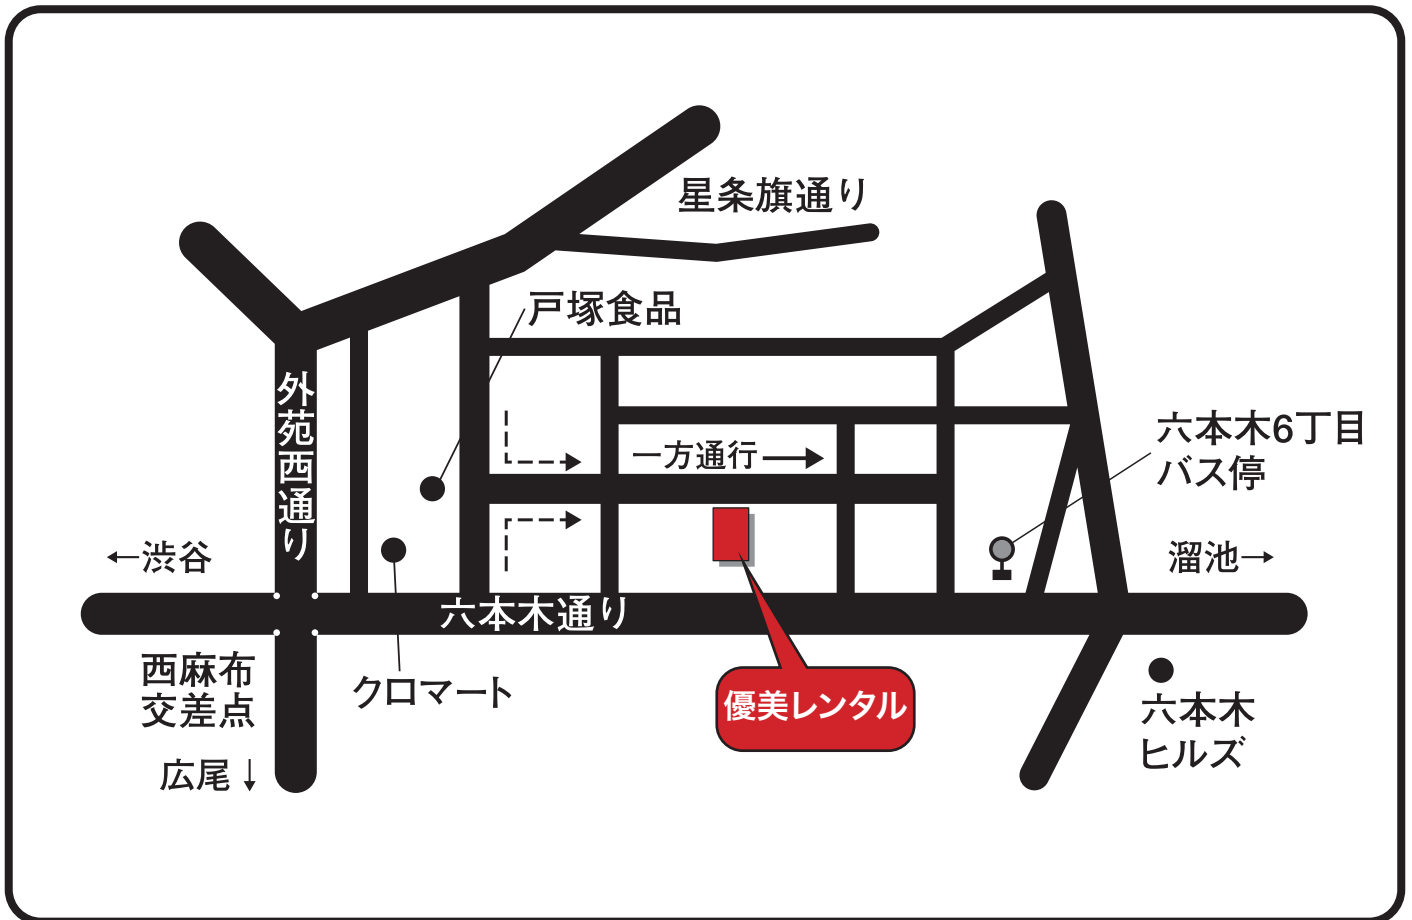 星条旗通り
戸塚食品
外苑西通り
六本木6丁目
バス停
一方通行
←渋谷
溜池→
六本木通り
西麻布
交差点
クロマート
優美レンタル
六本木
ヒルズ
広尾↓